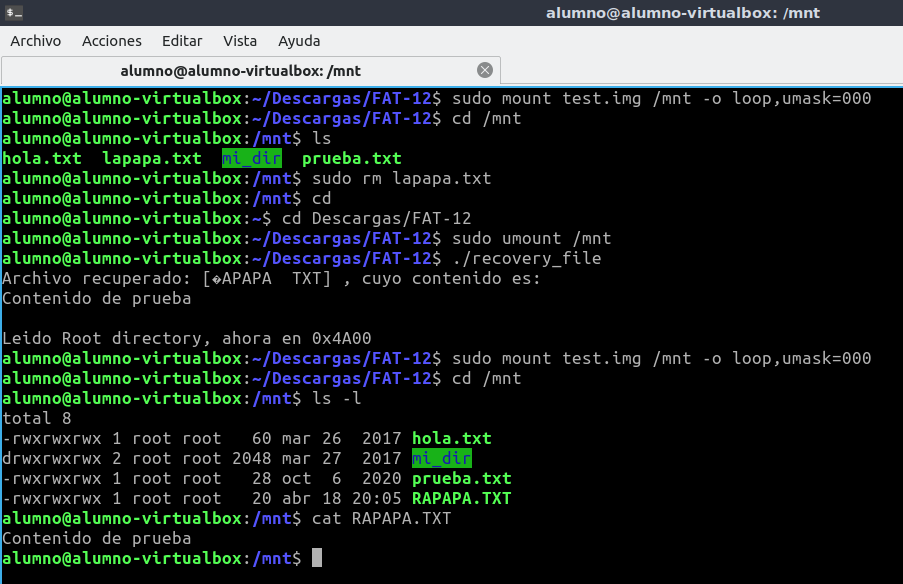 alumno@alumno-virtualbox: /mnt
Archivo Acciones Editar Vista Ayuda
alumno@alumno-virtualbox: /mnt
alumno@alumno-virtualbox:~/Descargas/FAT-12$ sudo mount test.img /mnt -o loop,umask=000
alumno@alumno-virtualbox:~/Descargas/FAT-12$ cd /mnt
alumno@alumno-virtualbox:/mnt$ ls
hola.txt  lapapa.txt  mi_dir  prueba.txt
alumno@alumno-virtualbox:/mnt$ sudo rm lapapa.txt
alumno@alumno-virtualbox:/mnt$ cd
alumno@alumno-virtualbox:~$ cd Descargas/FAT-12
alumno@alumno-virtualbox:~/Descargas/FAT-12$ sudo umount /mnt
alumno@alumno-virtualbox:~/Descargas/FAT-12$ ./recovery_file
Archivo recuperado: [�APAPA  TXT] , cuyo contenido es:
Contenido de prueba
Leido Root directory, ahora en 0x4A00
alumno@alumno-virtualbox:~/Descargas/FAT-12$ sudo mount test.img /mnt -o loop,umask=000
alumno@alumno-virtualbox:~/Descargas/FAT-12$ cd /mnt
alumno@alumno-virtualbox:/mnt$ ls -l
total 8
-rwxrwxrwx 1 root root   60 mar 26  2017 hola.txt
drwxrwxrwx 2 root root 2048 mar 27  2017 mi_dir
-rwxrwxrwx 1 root root   28 oct  6  2020 prueba.txt
-rwxrwxrwx 1 root root   20 abr 18 20:05 RAPAPA.TXT
alumno@alumno-virtualbox:/mnt$ cat RAPAPA.TXT
Contenido de prueba
alumno@alumno-virtualbox:/mnt$